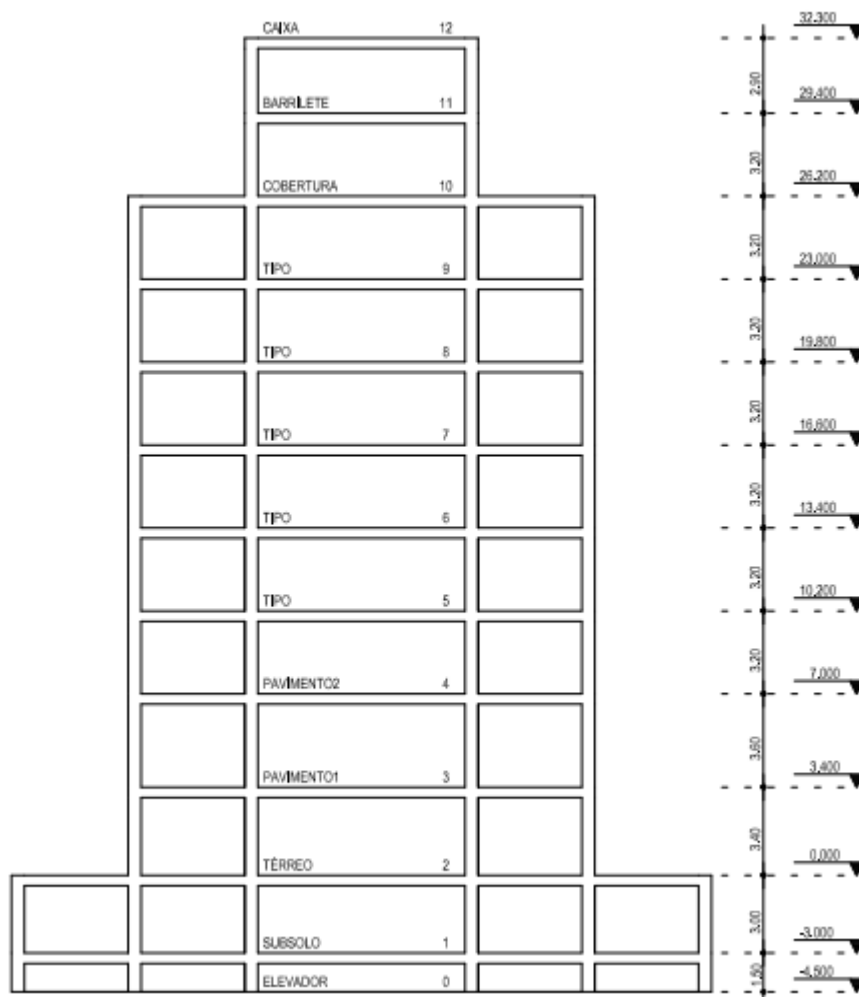 CAIXA 12 32.300
2.90
BARRILETE 11 29.400
3.20
COBERTURA 10 26.200
3.20
TIPO 9 23.000
3.20
TIPO 8 19.800
3.20
TIPO 7 16.600
3.20
TIPO 6 13.400
3.20
TIPO 5 10.200
3.20
PAVIMENTO2 4 7.000
3.60
PAVIMENTO1 3 3.400
3.40
TÉRREO 2 0.000
3.00
SUBSOLO 1 -3.000
1.50
ELEVADOR 0 -4.500